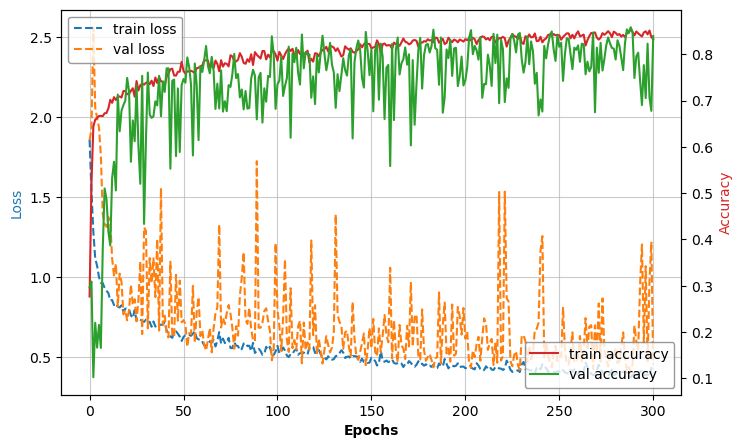 train loss
val loss
2.5
2.0
1.5
1.0
0.5
Loss
0.8
0.7
0.6
0.5
0.4
0.3
0.2
0.1
Accuracy
train accuracy
val accuracy
0 50 100 150 200 250 300
Epochs